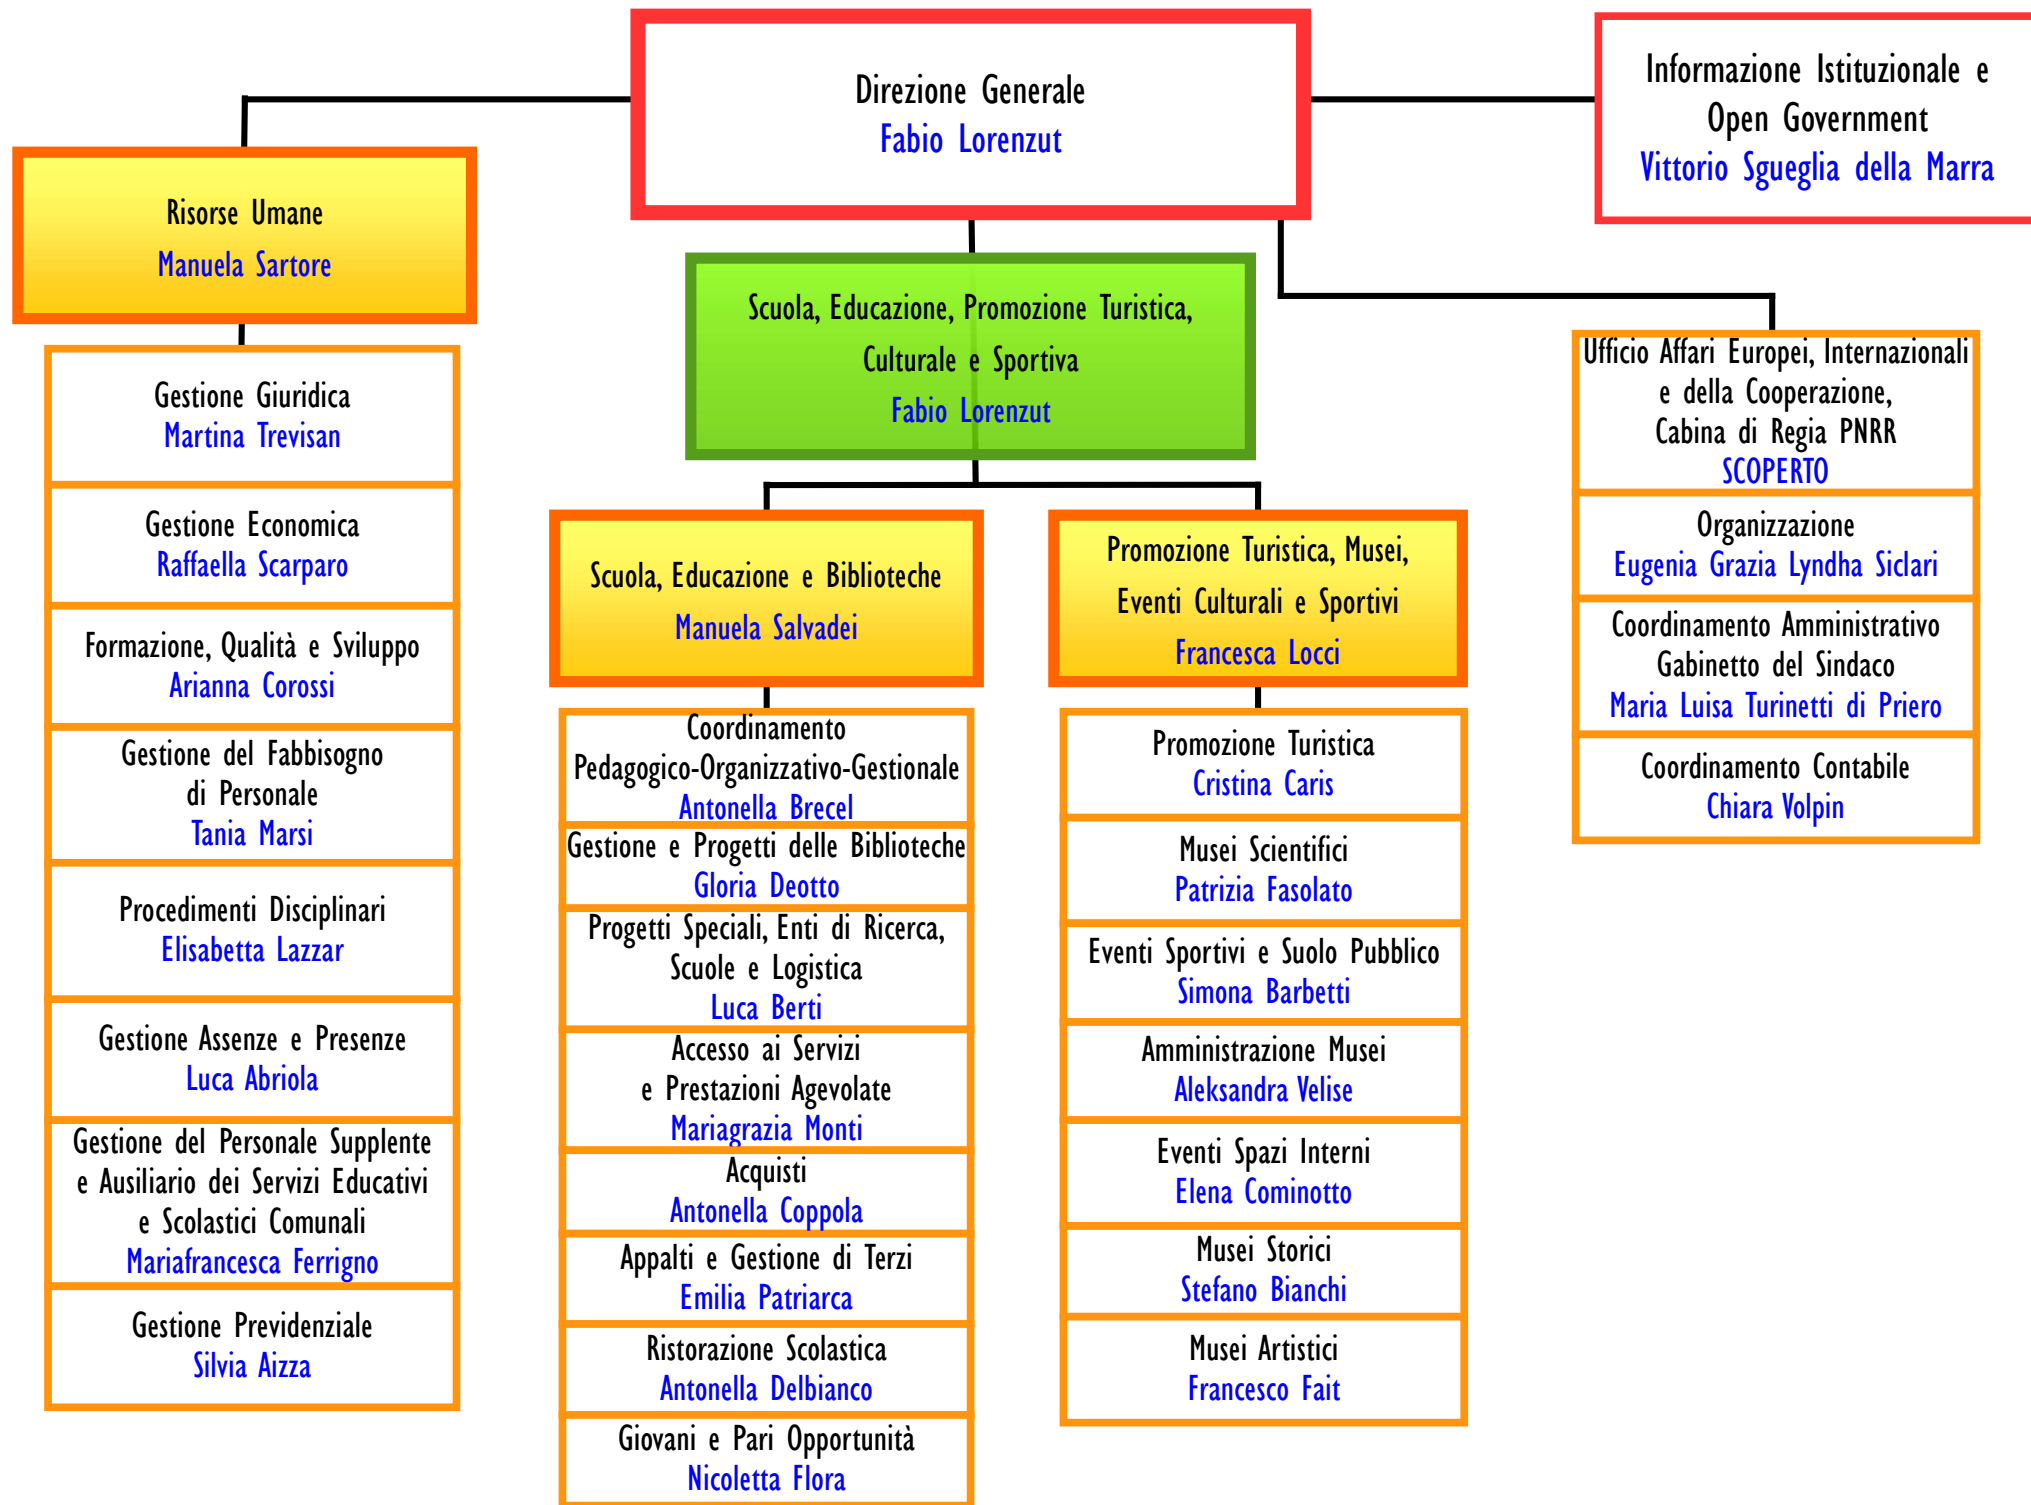 Direzione Generale
Fabio Lorenzut
Informazione Istituzionale e
Open Government
Vittorio Sgueglia della Marra
Risorse Umane
Manuela Sartore
Gestione Giuridica
Martina Trevisan
Gestione Economica
Raffaella Scarparo
Formazione, Qualità e Sviluppo
Arianna Corossi
Gestione del Fabbisogno
di Personale
Tania Marsi
Procedimenti Disciplinari
Elisabetta Lazzar
Gestione Assenze e Presenze
Luca Abriola
Gestione del Personale Supplente
e Ausiliario dei Servizi Educativi
e Scolastici Comunali
Mariafrancesca Ferrigno
Gestione Previdenziale
Silvia Aizza
Scuola, Educazione, Promozione Turistica,
Culturale e Sportiva
Fabio Lorenzut
Scuola, Educazione e Biblioteche
Manuela Salvadei
Coordinamento
Pedagogico-Organizzativo-Gestionale
Antonella Brecel
Gestione e Progetti delle Biblioteche
Gloria Deotto
Progetti Speciali, Enti di Ricerca,
Scuole e Logistica
Luca Berti
Accesso ai Servizi
e Prestazioni Agevolate
Mariagrazia Monti
Acquisti
Antonella Coppola
Appalti e Gestione di Terzi
Emilia Patriarca
Ristorazione Scolastica
Antonella Delbianco
Giovani e Pari Opportunità
Nicoletta Flora
Promozione Turistica, Musei,
Eventi Culturali e Sportivi
Francesca Locci
Promozione Turistica
Cristina Caris
Musei Scientifici
Patrizia Fasolato
Eventi Sportivi e Suolo Pubblico
Simona Barbetti
Amministrazione Musei
Aleksandra Velise
Eventi Spazi Interni
Elena Cominotto
Musei Storici
Stefano Bianchi
Musei Artistici
Francesco Fait
Ufficio Affari Europei, Internazionali
e della Cooperazione,
Cabina di Regia PNRR
SCOPERTO
Organizzazione
Eugenia Grazia Lyndha Siclari
Coordinamento Amministrativo
Gabinetto del Sindaco
Maria Luisa Turinetti di Priero
Coordinamento Contabile
Chiara Volpin